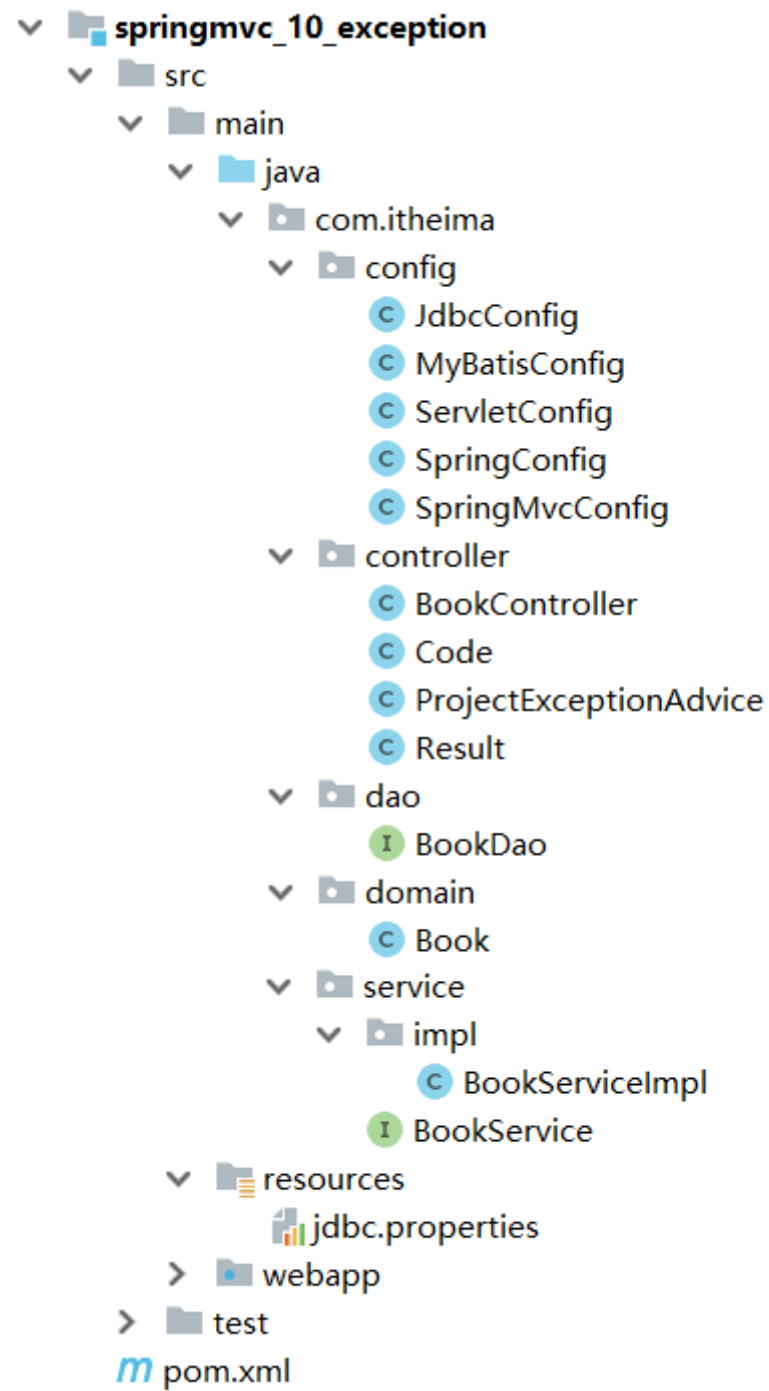 springmvc_10_exception
src
main
java
com.itheima
config
C JdbcConfig
C MyBatisConfig
C ServletConfig
C SpringConfig
C SpringMvcConfig
controller
C BookController
C Code
C ProjectExceptionAdvice
C Result
dao
I BookDao
domain
C Book
service
impl
C BookServiceImpl
I BookService
resources
jdbc.properties
webapp
test
m pom.xml